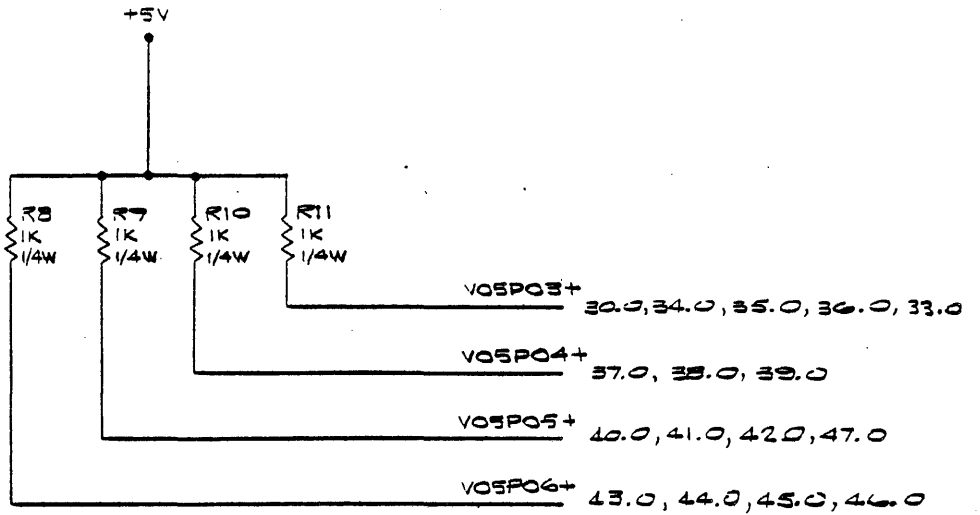 +5V
R8
1K
1/4W
R9
1K
1/4W
R10
1K
1/4W
R11
1K
1/4W
V05P03+ 30.0, 34.0, 35.0, 36.0, 33.0
V05P04+ 37.0, 38.0, 39.0
V05P05+ 40.0, 41.0, 42.0, 47.0
V05P06+ 43.0, 44.0, 45.0, 46.0